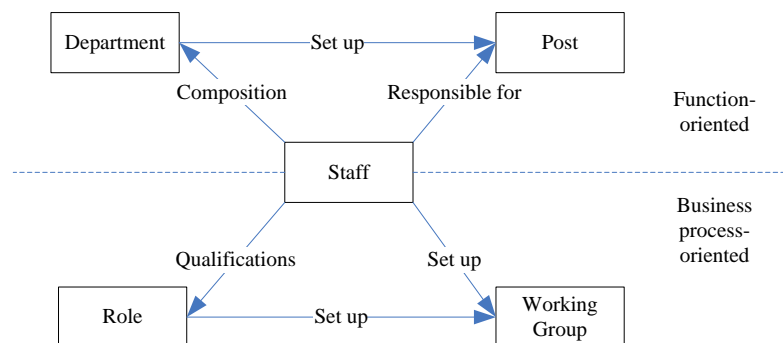 Department
Set up
Post
Composition
Responsible for
Function-
oriented
Staff
Business
process-
oriented
Qualifications
Set up
Role
Set up
Working
Group